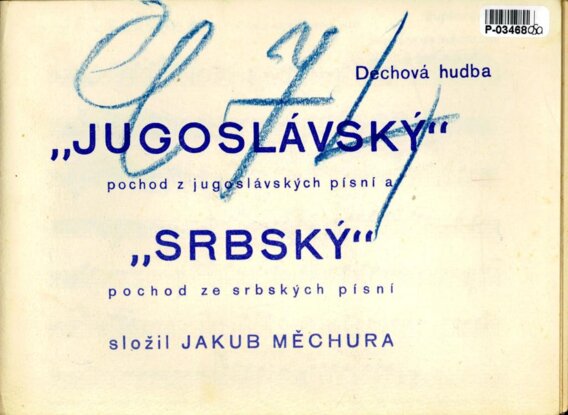 P-03468
Dechová hudba
„JUGOSLÁVSKÝ“
pochod z jugoslávských písní a
„SRBSKÝ“
pochod ze srbských písní
složil JAKUB MĚCHURA